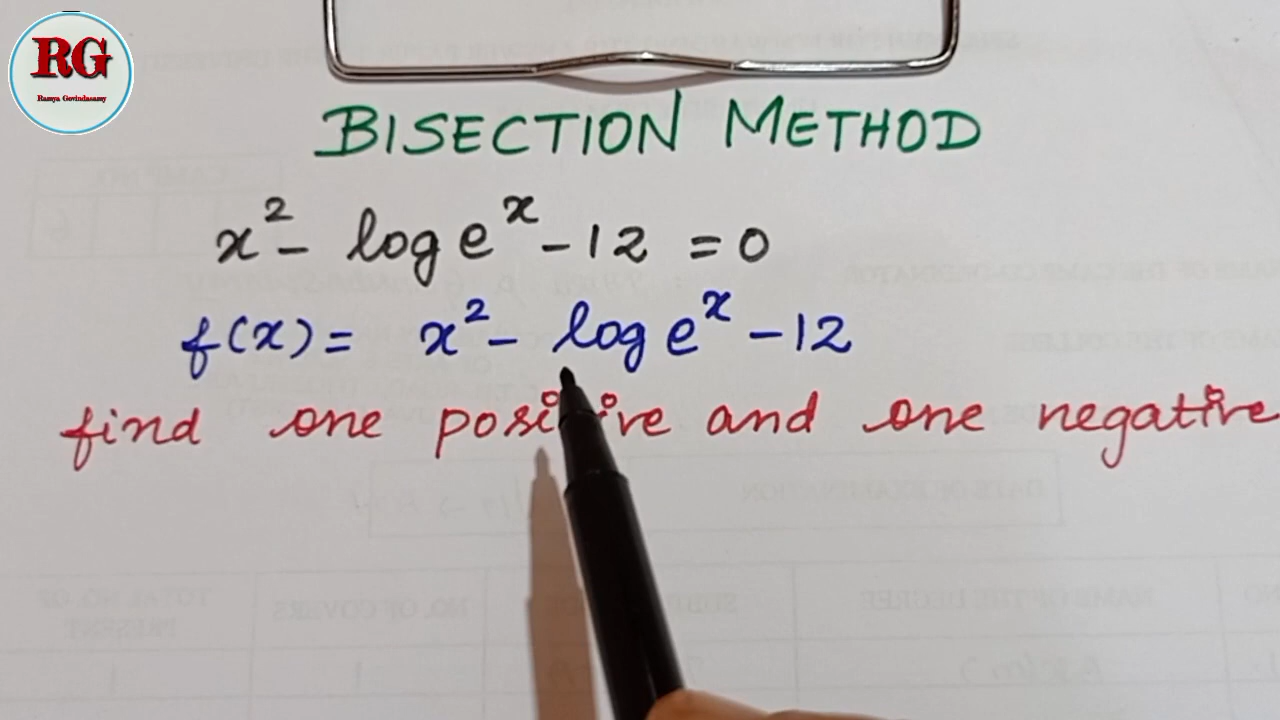 RG
Ramya Govindasamy
BISECTION METHOD
x² - log eˣ - 12 = 0
f(x) = x² - log eˣ - 12
find one positive and one negative